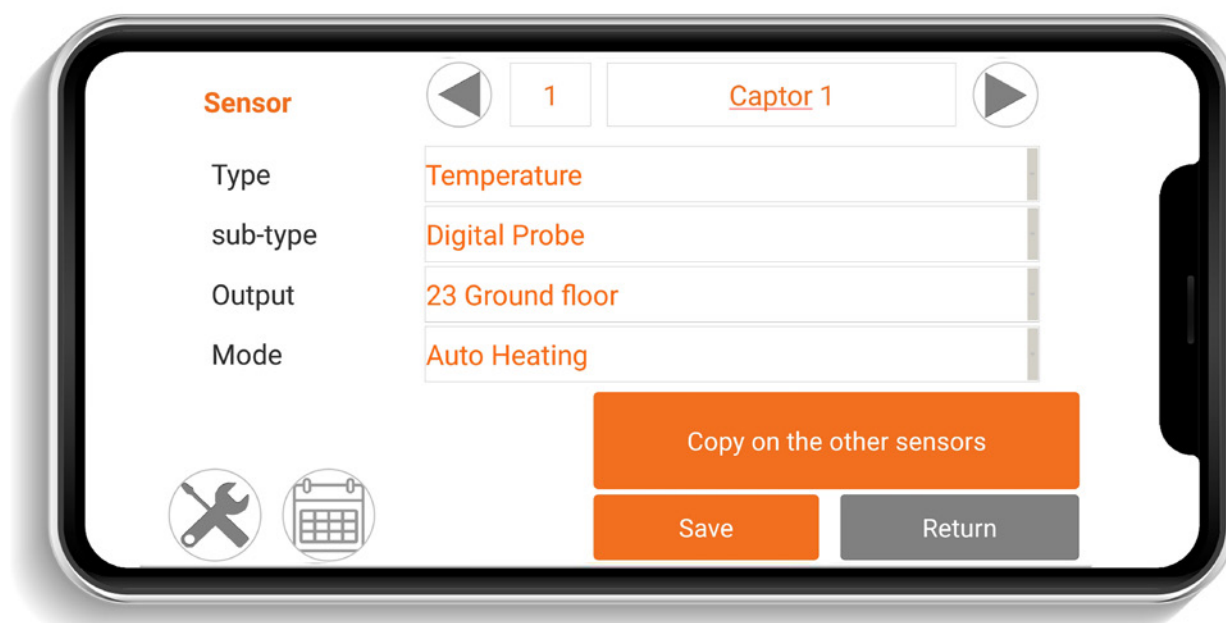 Sensor 1 Captor 1
Type Temperature
sub-type Digital Probe
Output 23 Ground floor
Mode Auto Heating
Copy on the other sensors
Save Return